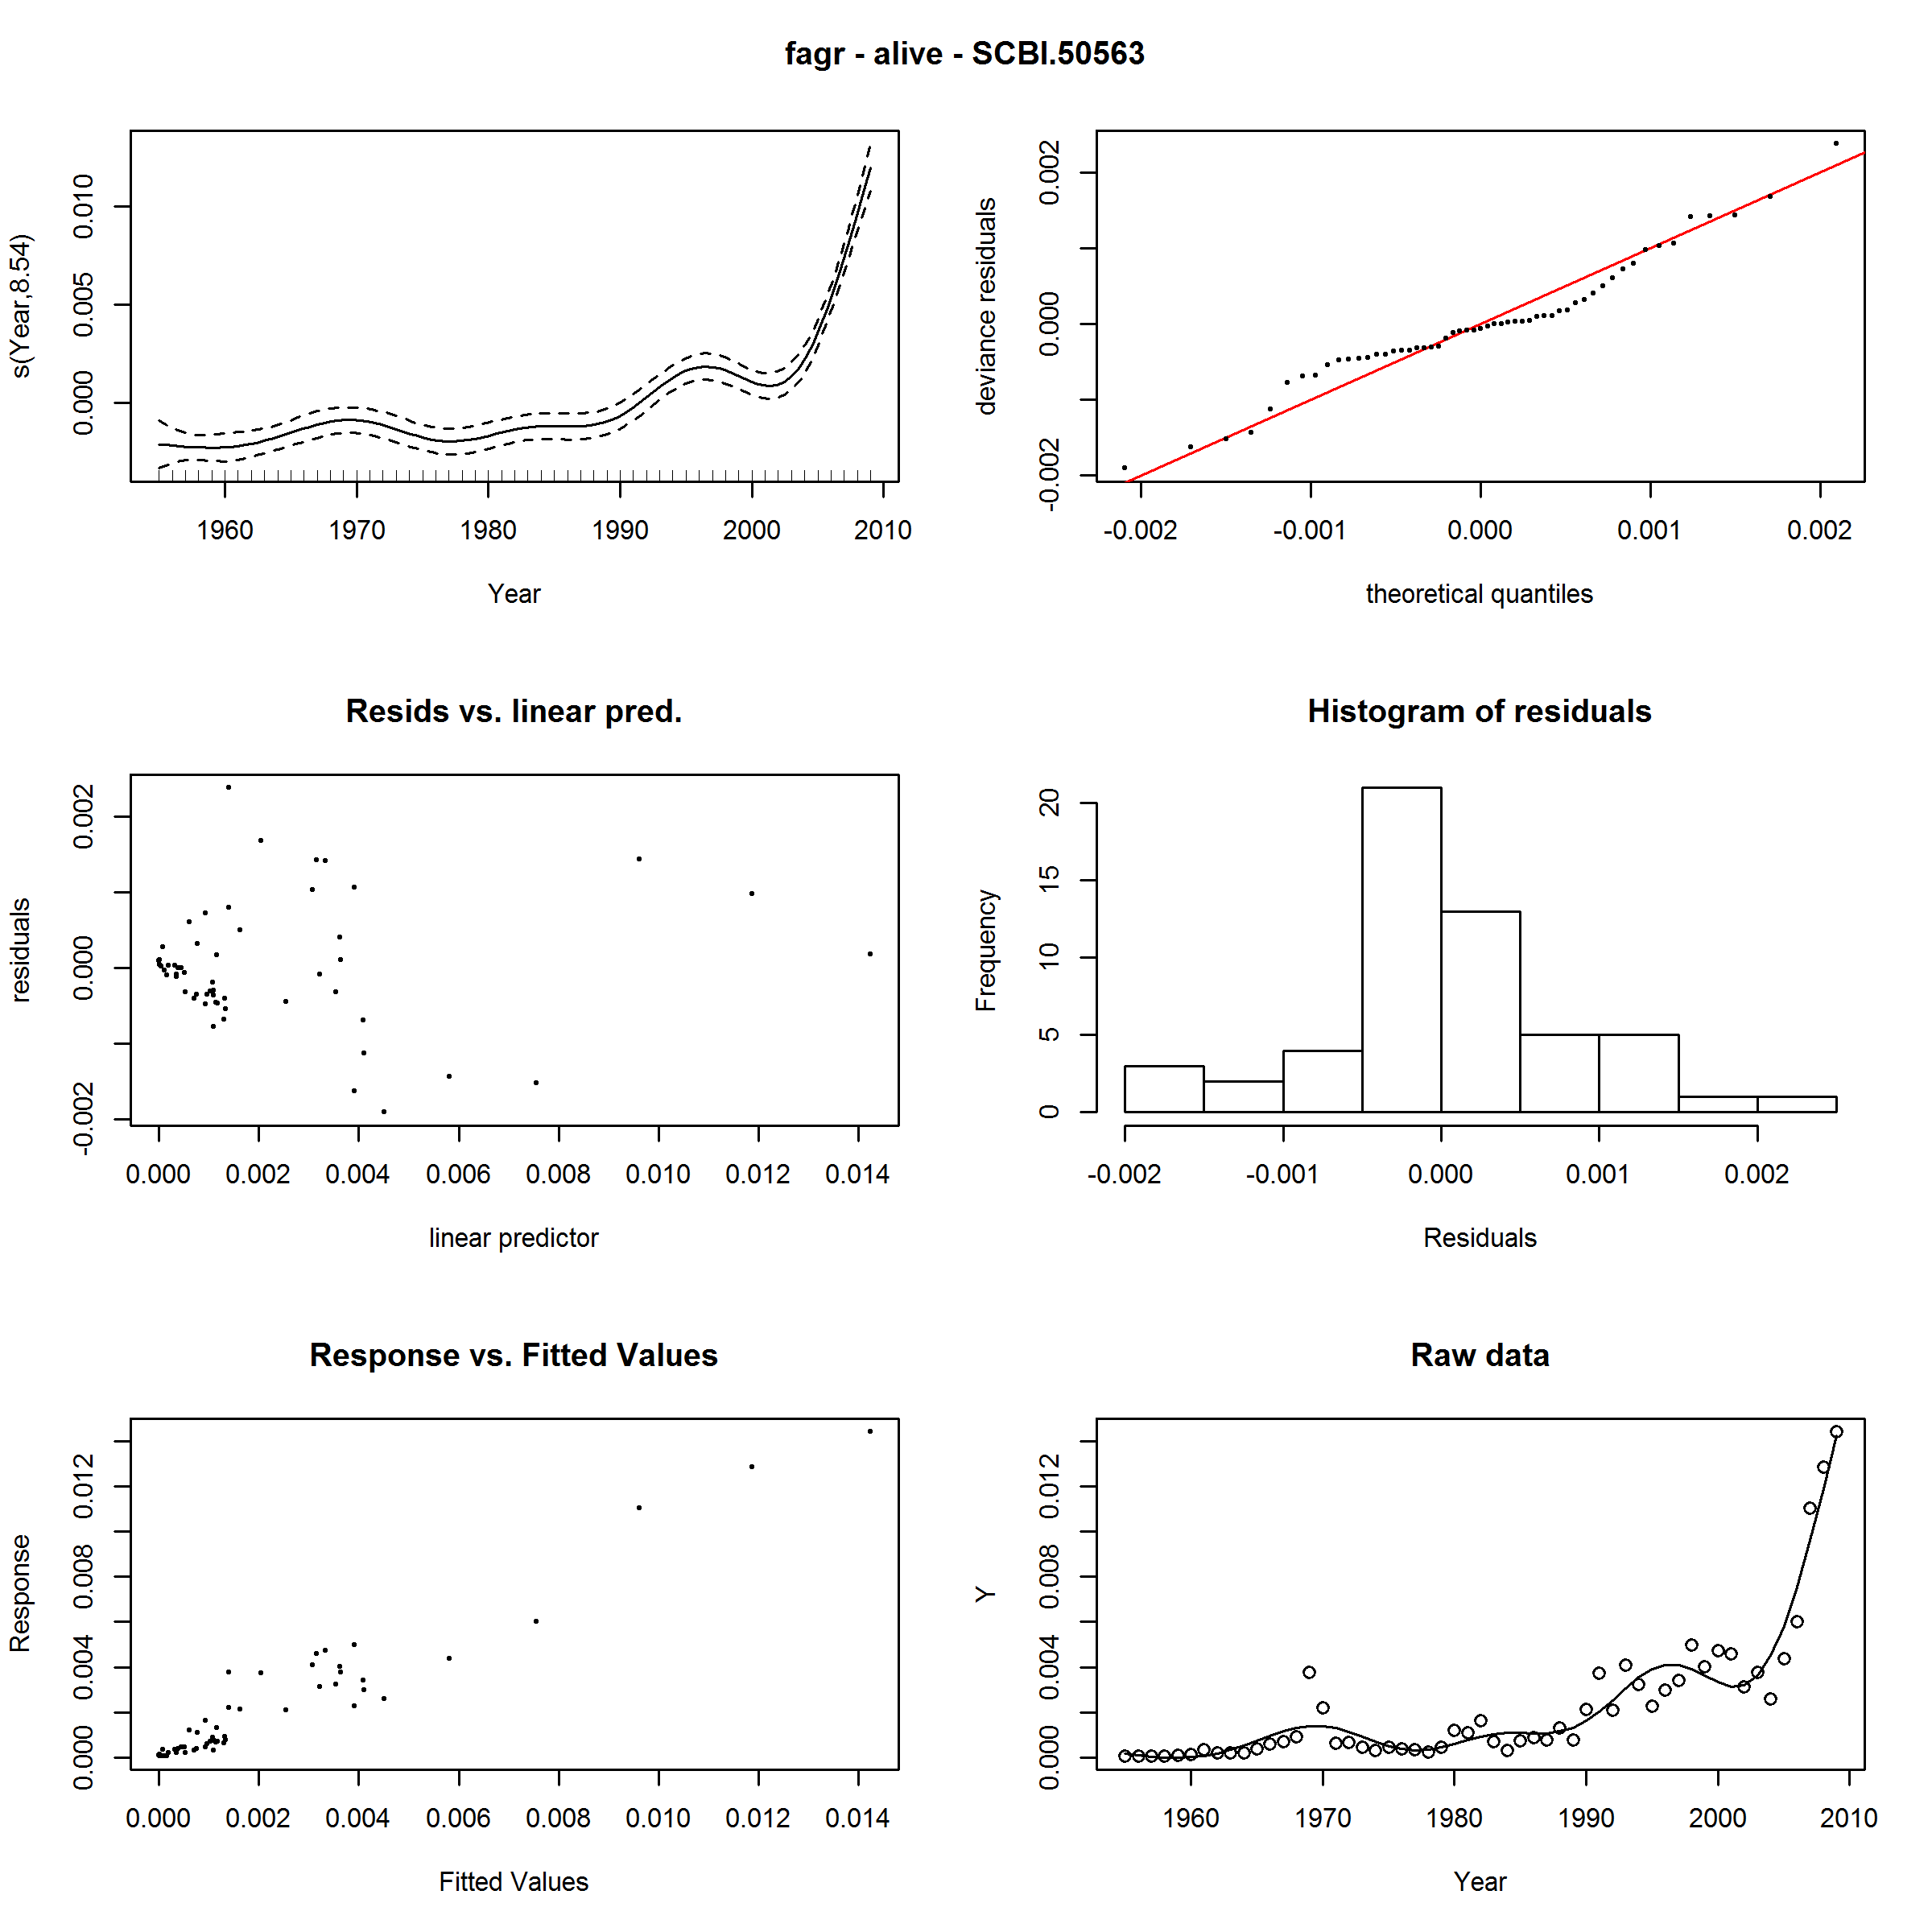 fagr - alive - SCBI.50563
s(Year,8.54)
0.000 0.005 0.010
1960 1970 1980 1990 2000 2010
Year
deviance residuals
-0.002 0.000 0.002
-0.002 -0.001 0.000 0.001 0.002
theoretical quantiles
Resids vs. linear pred.
residuals
-0.002 0.000 0.002
0.000 0.002 0.004 0.006 0.008 0.010 0.012 0.014
linear predictor
Histogram of residuals
Frequency
0 5 10 15 20
-0.002 -0.001 0.000 0.001 0.002
Residuals
Response vs. Fitted Values
Response
0.000 0.004 0.008 0.012
0.000 0.002 0.004 0.006 0.008 0.010 0.012 0.014
Fitted Values
Raw data
Y
0.000 0.004 0.008 0.012
1960 1970 1980 1990 2000 2010
Year